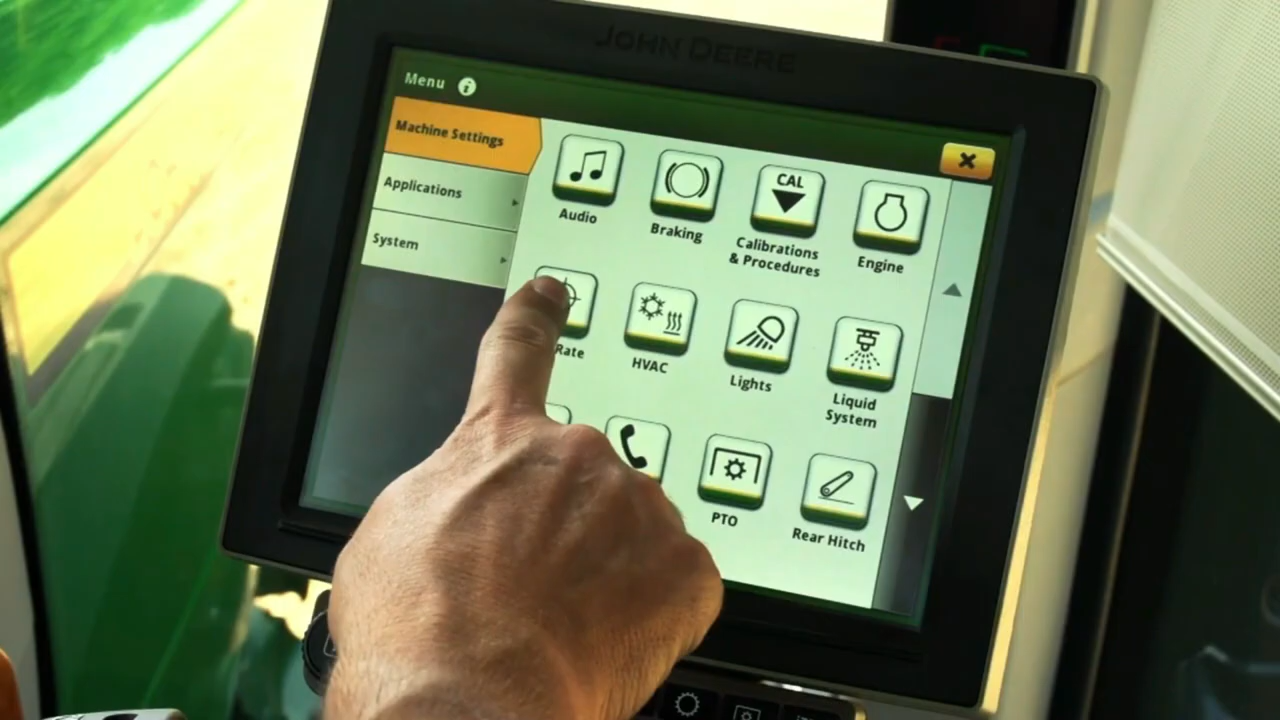 JOHN DEERE
Menu
Machine Settings
Applications
System
Audio
Braking
CAL
Calibrations
& Procedures
Engine
Rate
HVAC
Lights
Liquid
System
PTO
Rear Hitch